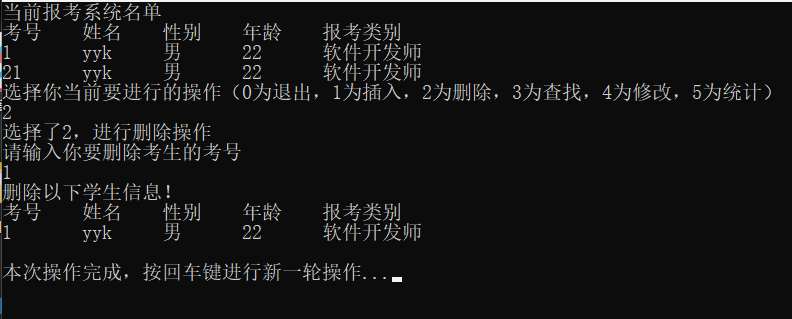 当前报考系统名单
考号 姓名 性别 年龄 报考类别
1 yyk 男 22 软件开发师
21 yyk 男 22 软件开发师
选择你当前要进行的操作（0为退出，1为插入，2为删除，3为查找，4为修改，5为统计）
2
选择了2，进行删除操作
请输入你要删除考生的考号
1
删除以下学生信息！
考号 姓名 性别 年龄 报考类别
1 yyk 男 22 软件开发师
本次操作完成，按回车键进行新一轮操作...